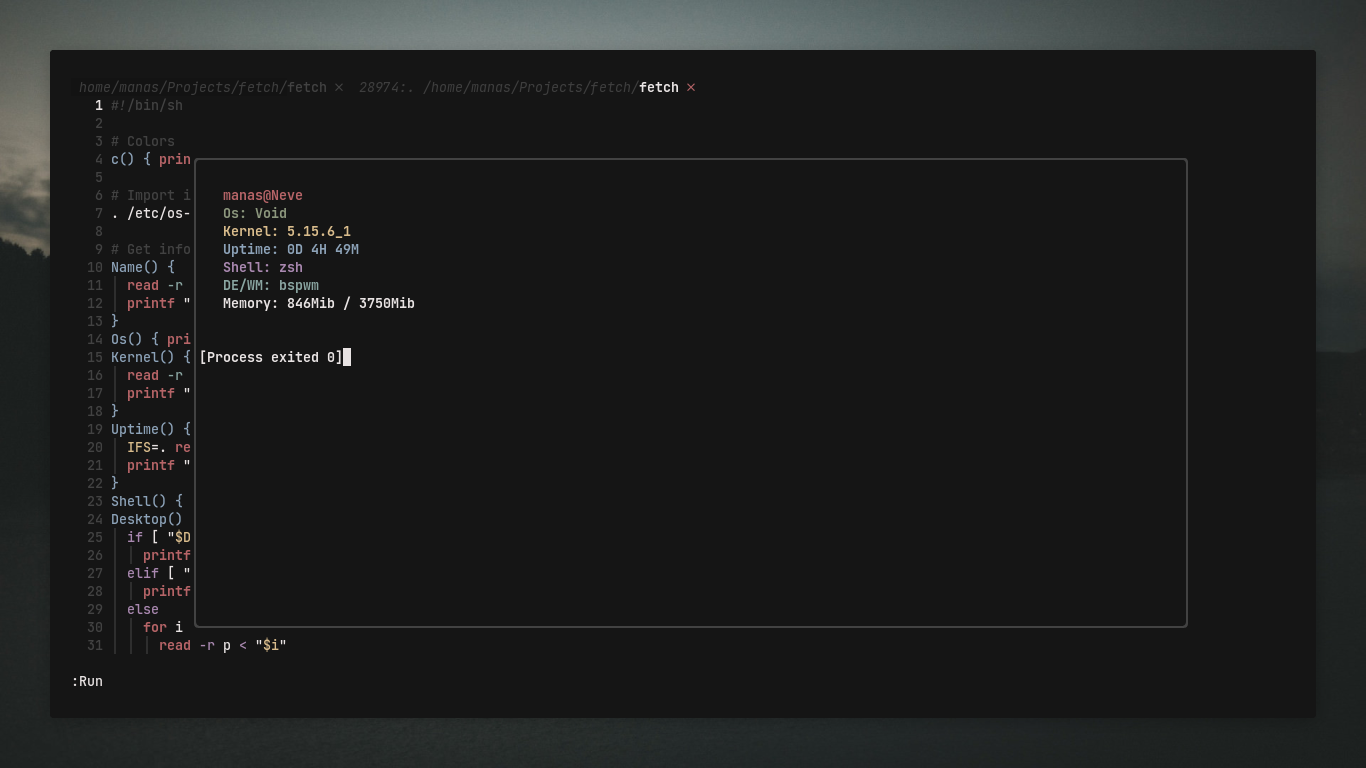 home/manas/Projects/fetch/fetch ×  28974:. /home/manas/Projects/fetch/fetch ×
1 #!/bin/sh
2
3 # Colors
4 c() { prin
5
6 # Import i
7 . /etc/os-
8
9 # Get info
10 Name() {
11 read -r
12 printf "
13 }
14 Os() { pri
15 Kernel() {
16 read -r
17 printf "
18 }
19 Uptime() {
20 IFS=. re
21 printf "
22 }
23 Shell() {
24 Desktop()
25 if [ "$D
26 printf
27 elif [ "
28 printf
29 else
30 for i
31 read -r p < "$i"
manas@Neve
Os: Void
Kernel: 5.15.6_1
Uptime: 0D 4H 49M
Shell: zsh
DE/WM: bspwm
Memory: 846Mib / 3750Mib
[Process exited 0]
:Run